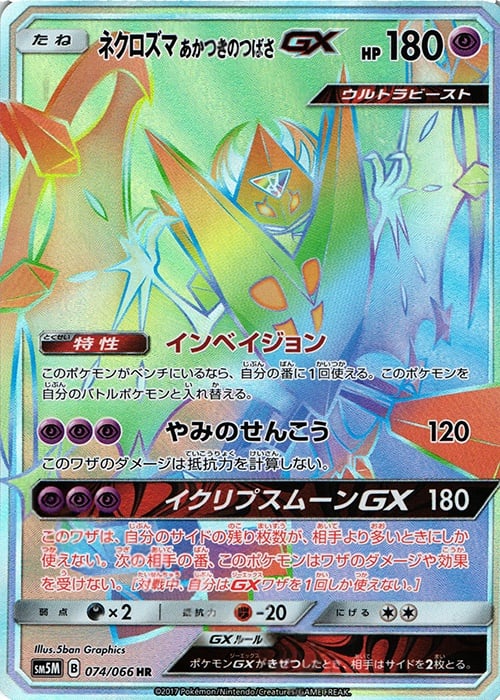 たね ネクロズマ あかつきのつばさ GX HP 180
ウルトラビースト
とくせい
特性 インベイジョン
このポケモンがベンチにいるなら、自分の番に1回使える。このポケモンを
自分のバトルポケモンと入れ替える。
やみのせんこう 120
このワザのダメージは抵抗力を計算しない。
イクリプスムーンGX 180
このワザは、自分のサイドの残り枚数が、相手より多いときにしか
使えない。次の相手の番、このポケモンはワザのダメージや効果
を受けない。[対戦中、自分はGXワザを1回しか使えない。]
弱点 ×2 抵抗力 -20 にげる
Illus.5ban Graphics
GXルール
SM5M B 074/066 HR
ポケモンGXがきぜつしたとき、相手はサイドを2枚とる。
©2017 Pokémon/Nintendo/Creatures/GAME FREAK.